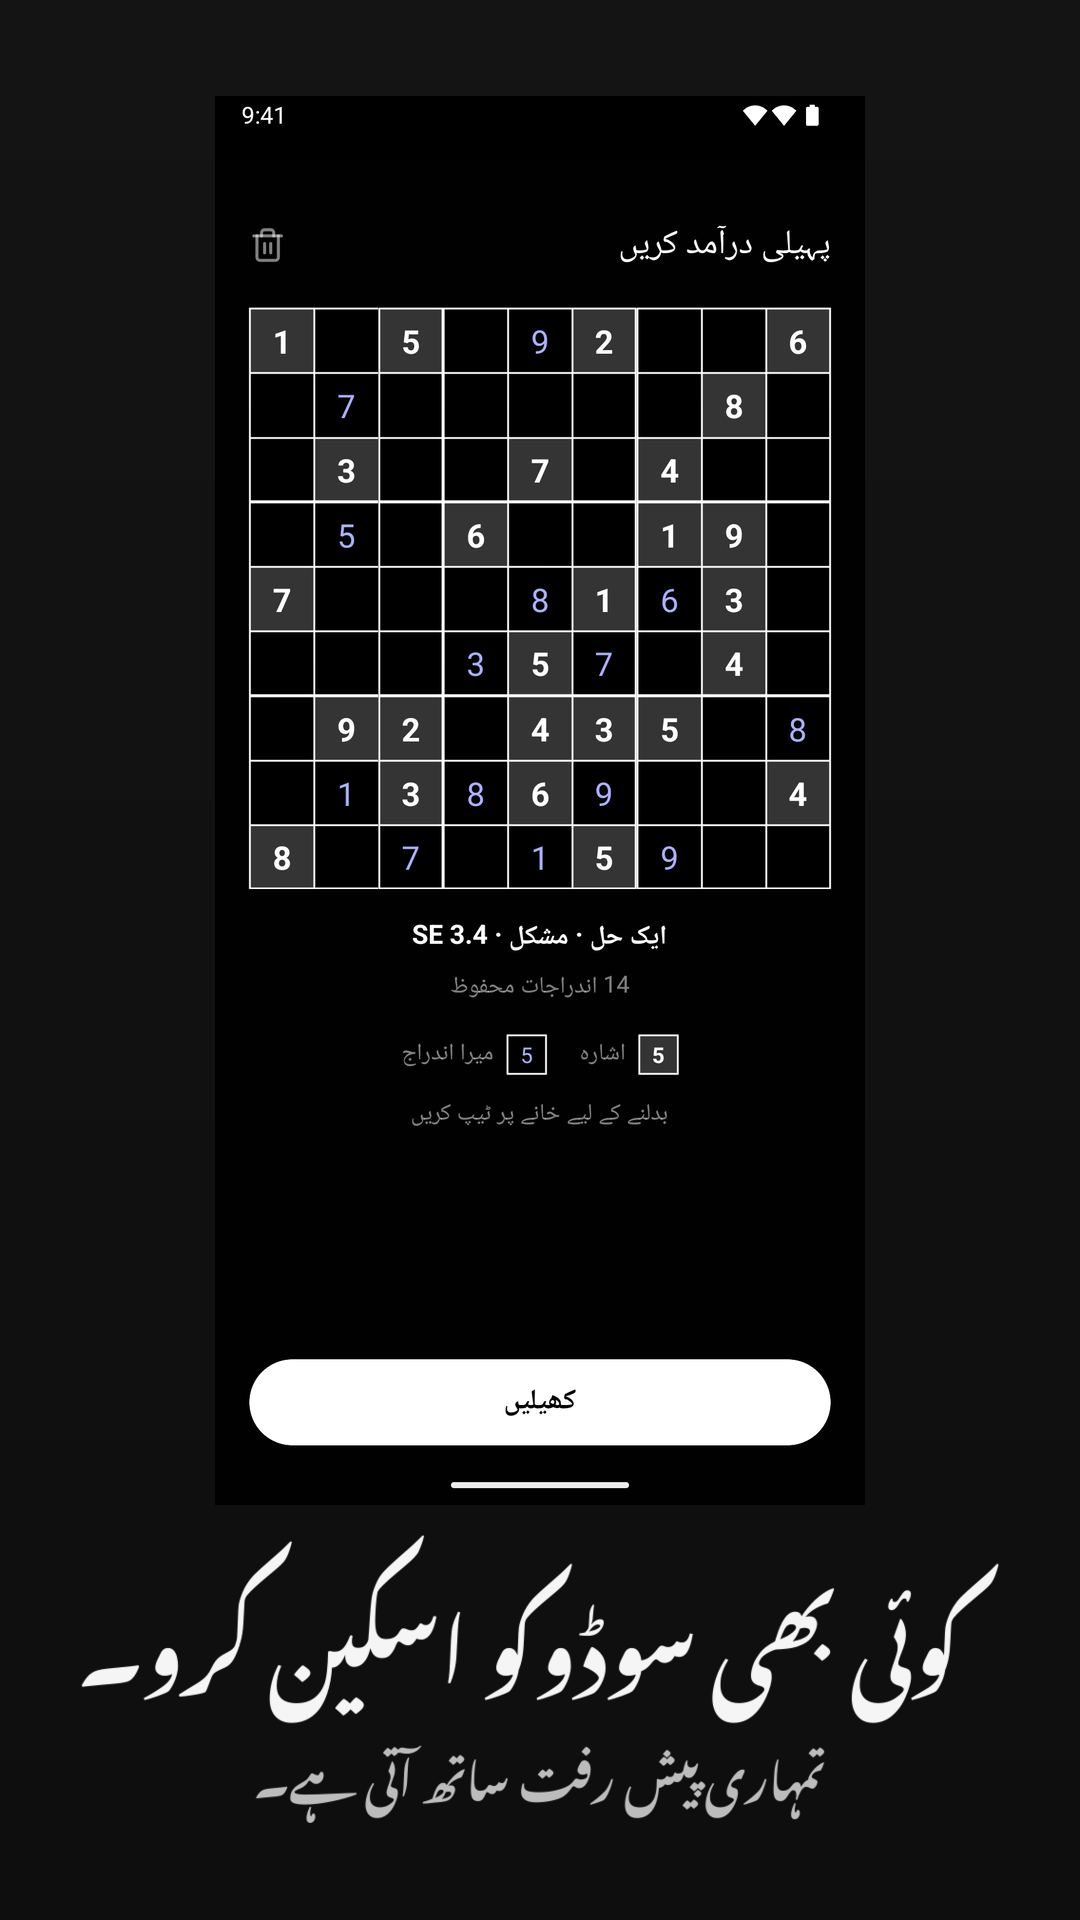 9:41
پہیلی درآمد کریں
1 5 9 2 6
7 8
3 7 4
5 6 1 9
7 8 1 6 3
3 5 7 4
9 2 4 3 5 8
1 3 8 6 9 4
8 7 1 5 9
ایک حل · مشکل · SE 3.4
14 اندراجات محفوظ
5 اشارہ 5 میرا اندراج
بدلنے کے لیے خانے پر ٹیپ کریں
کھیلیں
کوئی بھی سوڈوکو اسکین کرو۔
تمہاری پیش رفت ساتھ آتی ہے۔